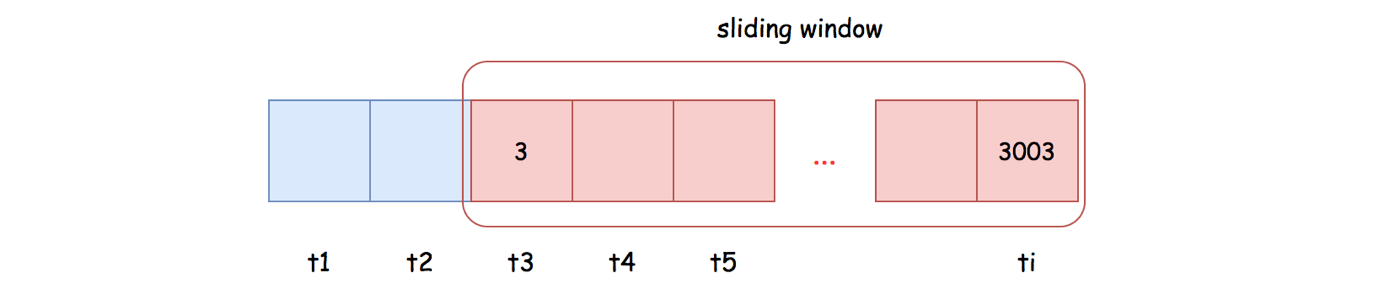 sliding window
3 ... 3003
t1 t2 t3 t4 t5 ti